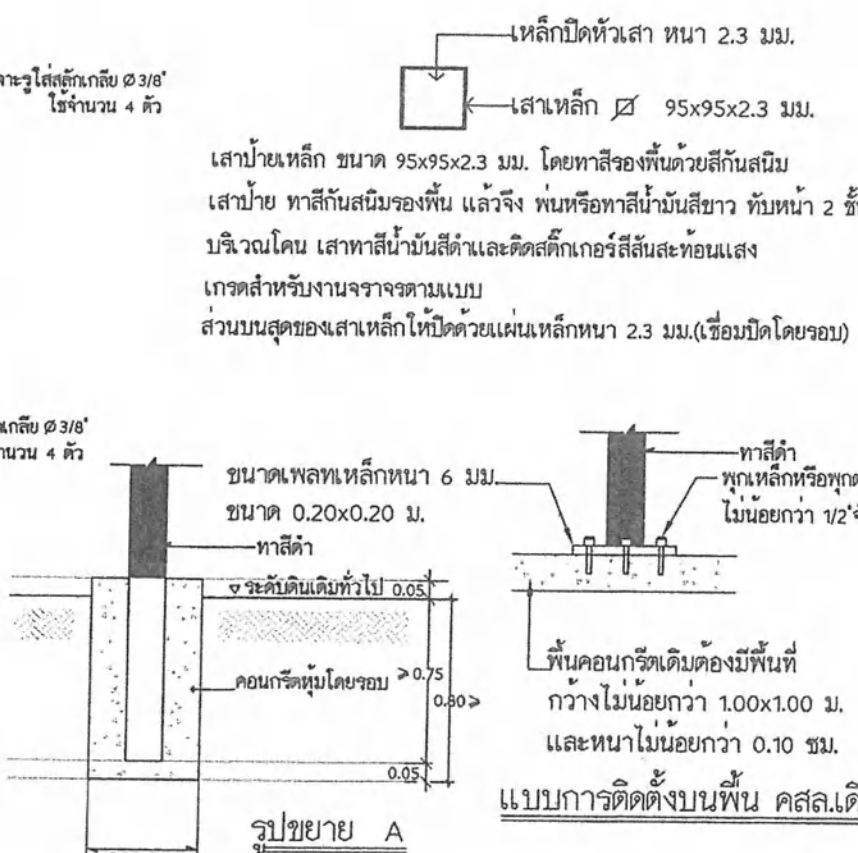 เหล็กปิดหัวเสา หนา 2.3 มม.
จาะรูใส่สลักเกลีย Ø 3/8"
ใช้จำนวน 4 ตัว
เสาเหล็ก 95x95x2.3 มม.
เสาป้ายเหล็ก ขนาด 95x95x2.3 มม. โดยทาสีรองพื้นด้วยสีกันสนิม
เสาป้าย ทาสีกันสนิมรองพื้น แล้วจึง พ่นหรือทาสีน้ำมันสีขาว ทับหน้า 2 ชั้
บริเวณโคน เสาทาสีน้ำมันสีดำและติดสติ๊กเกอร์สีสันสะท้อนแสง
เกรดสำหรับงานจราจรตามแบบ
ส่วนบนสุดของเสาเหล็กให้ปิดด้วยแผ่นเหล็กหนา 2.3 มม.(เชื่อมปิดโดยรอบ)
เกลีย Ø 3/8"
นวน 4 ตัว
ขนาดเพลทเหล็กหนา 6 มม.
ขนาด 0.20x0.20 ม.
ทาสีดำ
ระดับดินเดิมทั่วไป 0.05
คอนกรีตหุ้มโดยรอบ
≥0.75
0.80≥
0.05
รูปขยาย A
ทาสีดำ
พุกเหล็กหรือพุก
ไม่น้อยกว่า 1/2"
พื้นคอนกรีตเดิมต้องมีพื้นที่
กว้างไม่น้อยกว่า 1.00x1.00 ม.
และหนาไม่น้อยกว่า 0.10 ซม.
แบบการติดตั้งบนพื้น คสล.เดิ